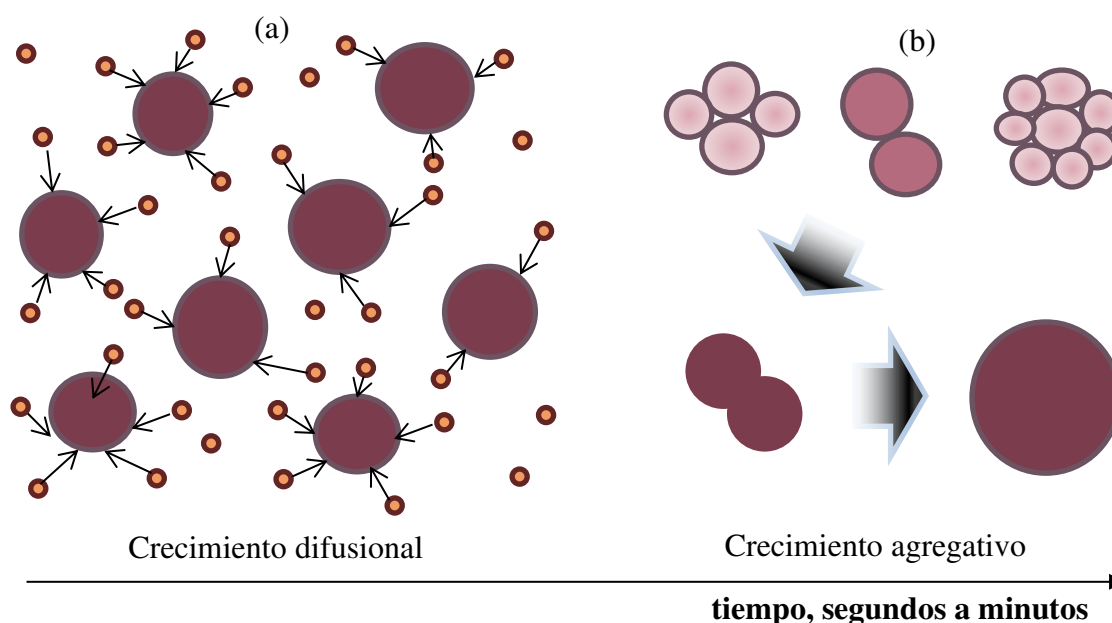 (a)
(b)
Crecimiento difusional
Crecimiento agregativo
tiempo, segundos a minutos